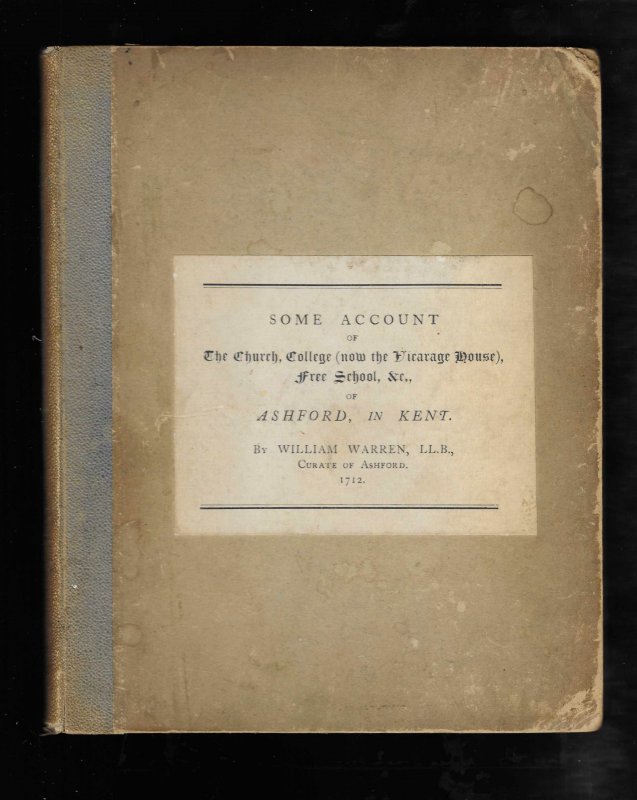 SOME ACCOUNT
OF
The Church, College (now the Vicarage House),
Free School, &c.,
OF
ASHFORD, IN KENT.
BY WILLIAM WARREN, LL.B.,
CURATE OF ASHFORD.
1712.